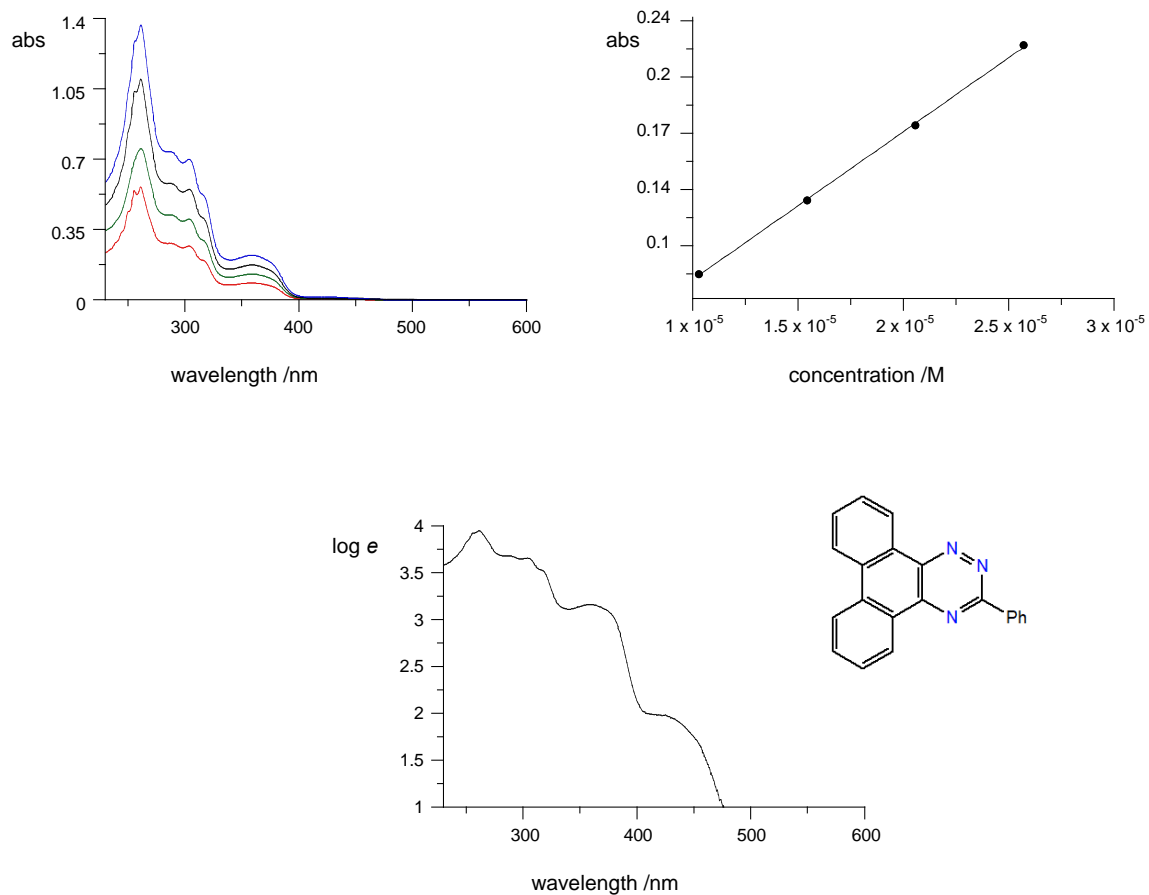 abs
1.4
1.05
0.7
0.35
0
300
400
500
600
wavelength /nm
abs
0.24
0.2
0.17
0.14
0.1
1 x 10⁻⁵
1.5 x 10⁻⁵
2 x 10⁻⁵
2.5 x 10⁻⁵
3 x 10⁻⁵
concentration /M
log e
4
3.5
3
2.5
2
1.5
1
300
400
500
600
wavelength /nm
N
N
N
Ph